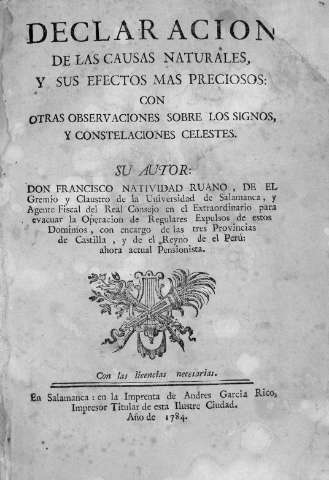 DECLARACION
DE LAS CAUSAS NATURALES,
Y SUS EFECTOS MAS PRECIOSOS:
CON
OTRAS OBSERVACIONES SOBRE LOS SIGNOS,
Y CONSTELACIONES CELESTES.
SU AUTOR:
DON FRANCISCO NATIVIDAD RUANO, DE EL
Gremio y Claustro de la Universidad de Salamanca, y
Agente Fiscal del Real Consejo en el Extraordinario para
evacuar la Operacion de Regulares Expulsos de estos
Dominios, con encargo de las tres Provincias
de Castilla, y de el Reyno de el Perú:
ahora actual Pensionista.
Con las licencias necesarias.
En Salamanca: en la Imprenta de Andres Garcia Rico,
Impresor Titular de esta Ilustre Ciudad.
Año de 1784.